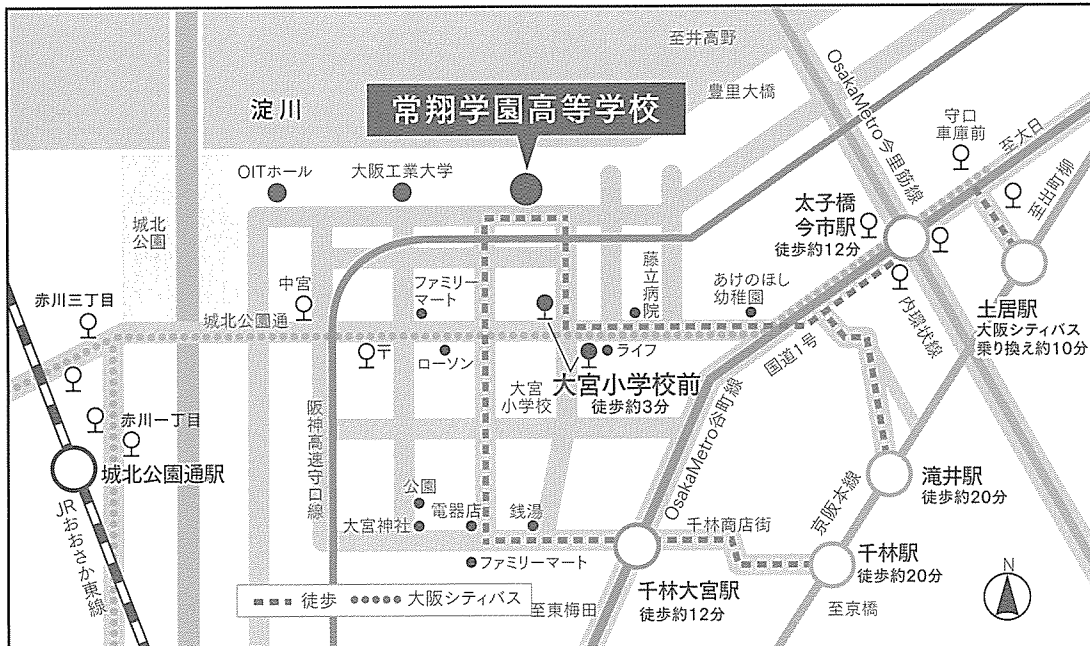 至井高野
OsakaMetro今里筋線
豊里大橋
淀川
常翔学園高等学校
守口
車庫前
至大日
至出町柳
OITホール
大阪工業大学
太子橋
今市駅
徒歩約12分
城北
公園
中宮
ファミリー
マート
藤立病院
あけのほし
幼稚園
土居駅
大阪シティバス
乗り換え約10分
内環状線
赤川三丁目
城北公園通
〒
ローソン
ライフ
国道1号
大宮
小学校
大宮小学校前
徒歩約3分
赤川一丁目
阪神高速守口線
OsakaMetro谷町線
城北公園通駅
滝井駅
徒歩約20分
公園
大宮神社
電器店
銭湯
千林商店街
京阪本線
JRおおさか東線
ファミリーマート
千林駅
徒歩約20分
千林大宮駅
徒歩約12分
N
徒歩
大阪シティバス
至東梅田
至京橋